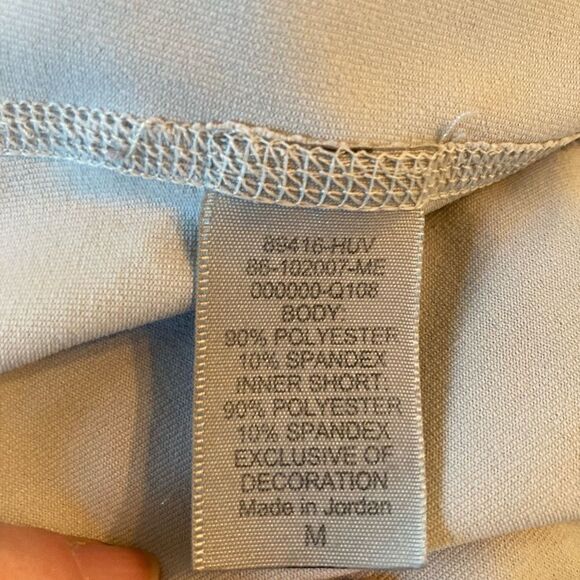 89416-HUV
86-102007-ME
000000-Q108
BODY:
90% POLYESTER
10% SPANDEX
INNER SHORT:
90% POLYESTER
10% SPANDEX
EXCLUSIVE OF
DECORATION
Made in Jordan
M